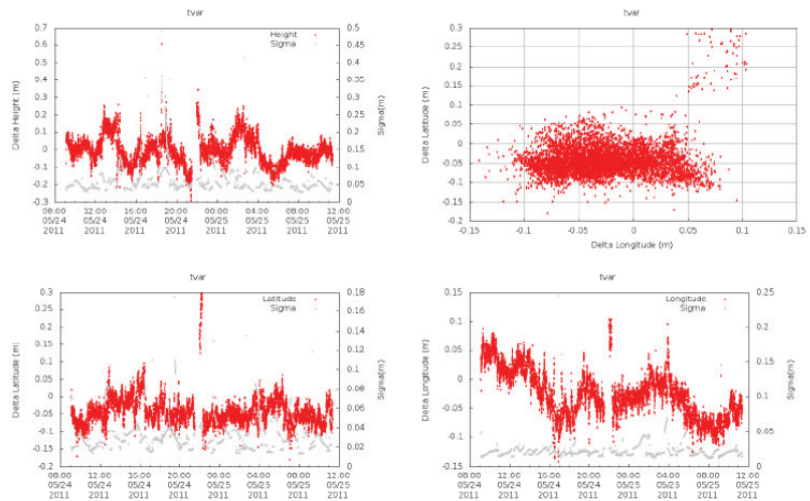 tvar
0.7 0.5
Height
Sigma
0.6 0.45
0.5 0.4
0.4 0.35
0.3 0.3
0.2 0.25
0.1 0.2
0 0.15
-0.1 0.1
-0.2 0.05
-0.3 0
Delta Height (m)
Sigma(m)
08:00 12:00 16:00 20:00 00:00 04:00 08:00 12:00
05/24 05/24 05/24 05/24 05/25 05/25 05/25 05/25
2011 2011 2011 2011 2011 2011 2011 2011
tvar
0.3
0.25
0.2
0.15
0.1
0.05
0
-0.05
-0.1
-0.15
-0.2
Delta Latitude (m)
-0.15 -0.1 -0.05 0 0.05 0.1 0.15
Delta Longitude (m)
tvar
0.3 0.18
Latitude
Sigma
0.25 0.16
0.2 0.14
0.15 0.12
0.1 0.1
0.05 0.08
0 0.06
-0.05 0.04
-0.1 0.02
-0.15 0
-0.2
Delta Latitude (m)
Sigma(m)
08:00 12:00 16:00 20:00 00:00 04:00 08:00 12:00
05/24 05/24 05/24 05/24 05/25 05/25 05/25 05/25
2011 2011 2011 2011 2011 2011 2011 2011
tvar
0.15 0.25
Longitude
Sigma
0.1 0.2
0.05 0.15
0 0.1
-0.05 0.05
-0.1 0
-0.15
Delta Longitude (m)
Sigma(m)
08:00 12:00 16:00 20:00 00:00 04:00 08:00 12:00
05/24 05/24 05/24 05/24 05/25 05/25 05/25 05/25
2011 2011 2011 2011 2011 2011 2011 2011